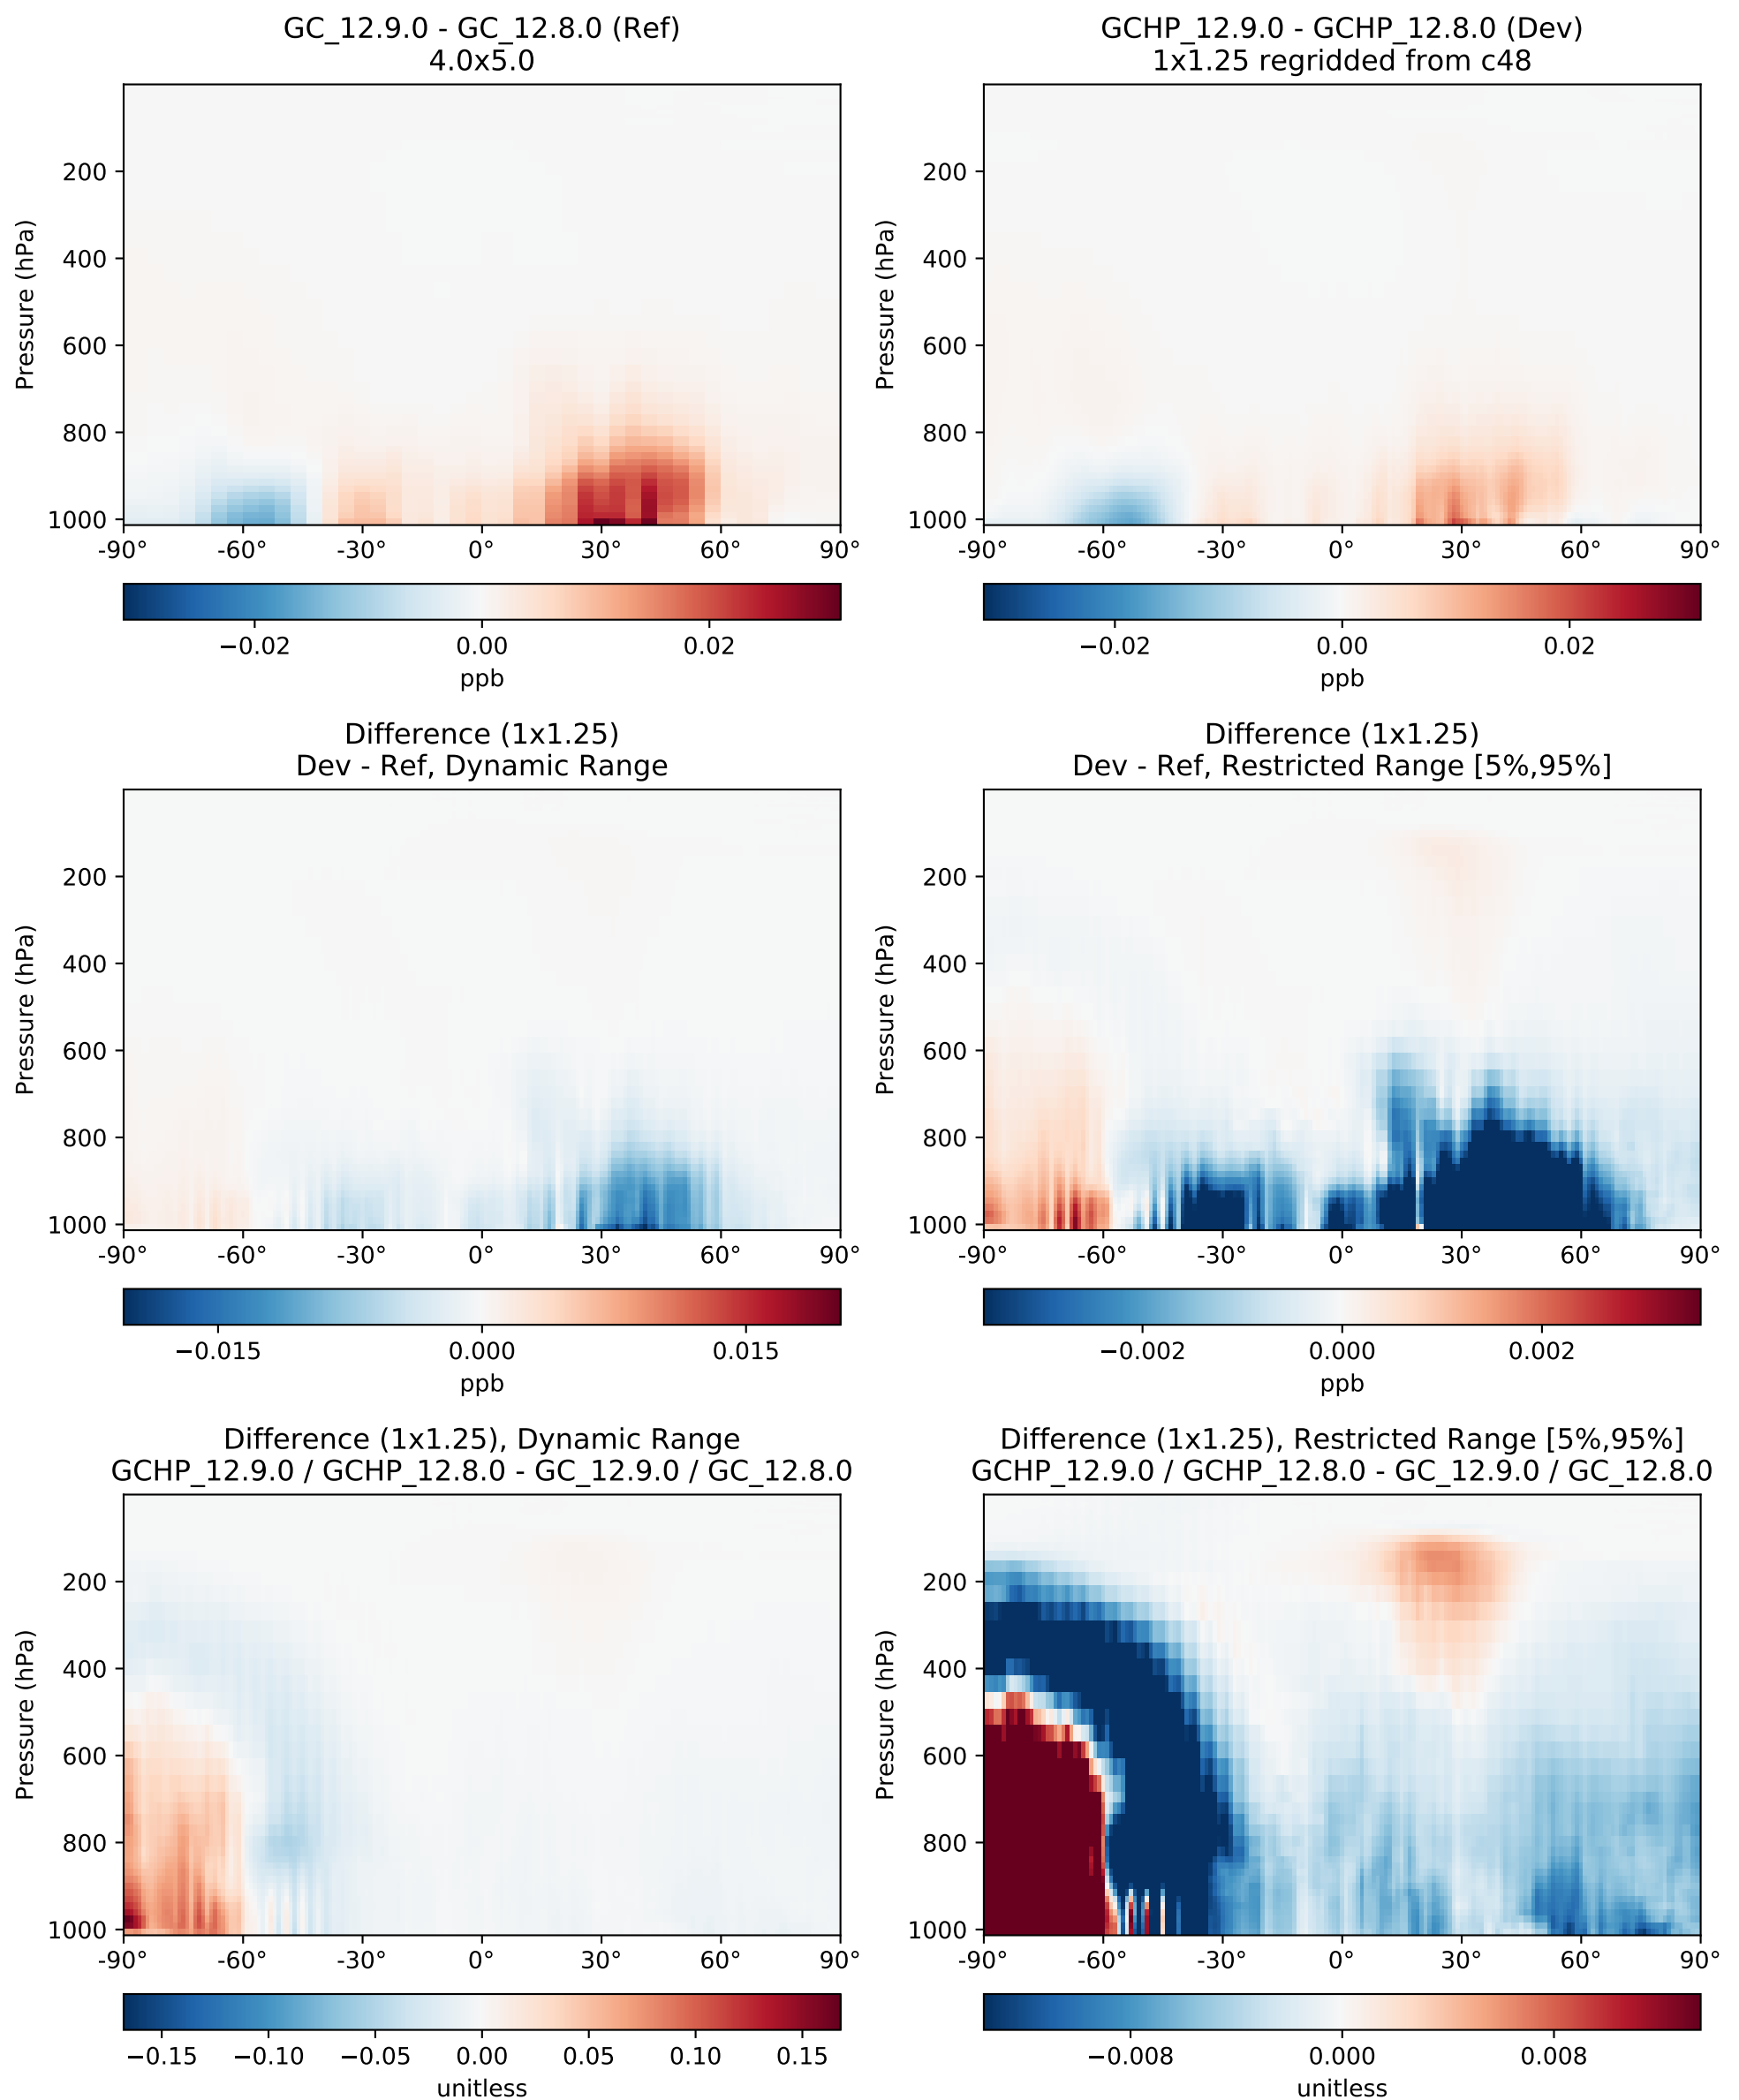 GC_12.9.0 - GC_12.8.0 (Ref)
4.0x5.0
Pressure (hPa)
200
400
600
800
1000
-90° -60° -30° 0° 30° 60° 90°
−0.02 0.00 0.02
ppb
GCHP_12.9.0 - GCHP_12.8.0 (Dev)
1x1.25 regridded from c48
Pressure (hPa)
200
400
600
800
1000
-90° -60° -30° 0° 30° 60° 90°
−0.02 0.00 0.02
ppb
Difference (1x1.25)
Dev - Ref, Dynamic Range
Pressure (hPa)
200
400
600
800
1000
-90° -60° -30° 0° 30° 60° 90°
−0.015 0.000 0.015
ppb
Difference (1x1.25)
Dev - Ref, Restricted Range [5%,95%]
Pressure (hPa)
200
400
600
800
1000
-90° -60° -30° 0° 30° 60° 90°
−0.002 0.000 0.002
ppb
Difference (1x1.25), Dynamic Range
GCHP_12.9.0 / GCHP_12.8.0 - GC_12.9.0 / GC_12.8.0
Pressure (hPa)
200
400
600
800
1000
-90° -60° -30° 0° 30° 60° 90°
−0.15 −0.10 −0.05 0.00 0.05 0.10 0.15
unitless
Difference (1x1.25), Restricted Range [5%,95%]
GCHP_12.9.0 / GCHP_12.8.0 - GC_12.9.0 / GC_12.8.0
Pressure (hPa)
200
400
600
800
1000
-90° -60° -30° 0° 30° 60° 90°
−0.008 0.000 0.008
unitless